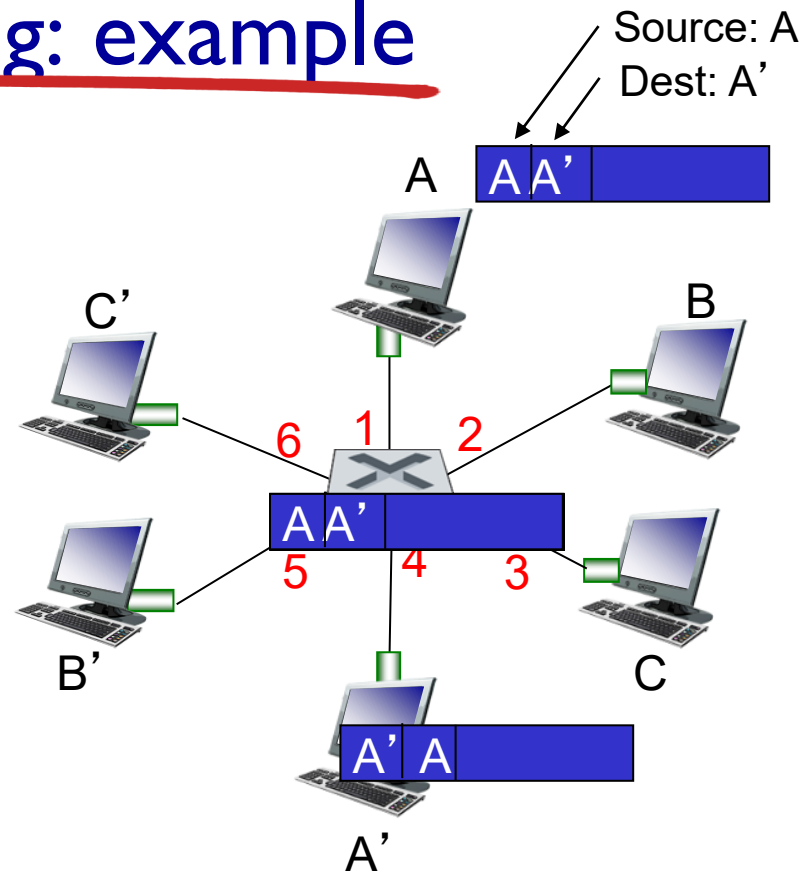 g: example
Source: A
Dest: A’
A
A A’
C’
B
6
1
2
A A’
5
4
3
B’
C
A’ A
A’